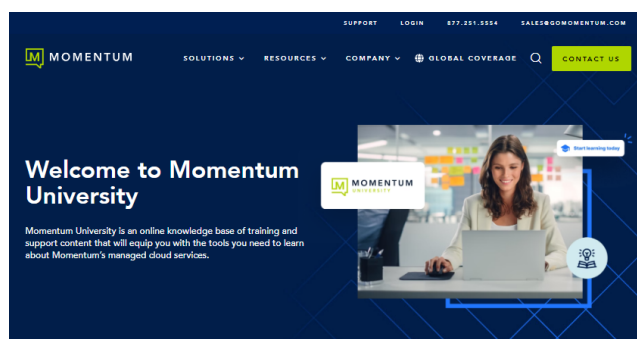 SUPPORT LOGIN 877.251.5554 SALES@GOMOMENTUM.COM
M MOMENTUM SOLUTIONS RESOURCES COMPANY GLOBAL COVERAGE CONTACT US
Welcome to Momentum
University
Momentum University is an online knowledge base of training and
support content that will equip you with the tools you need to learn
about Momentum's managed cloud services.
Start learning today
M MOMENTUM
UNIVERSITY